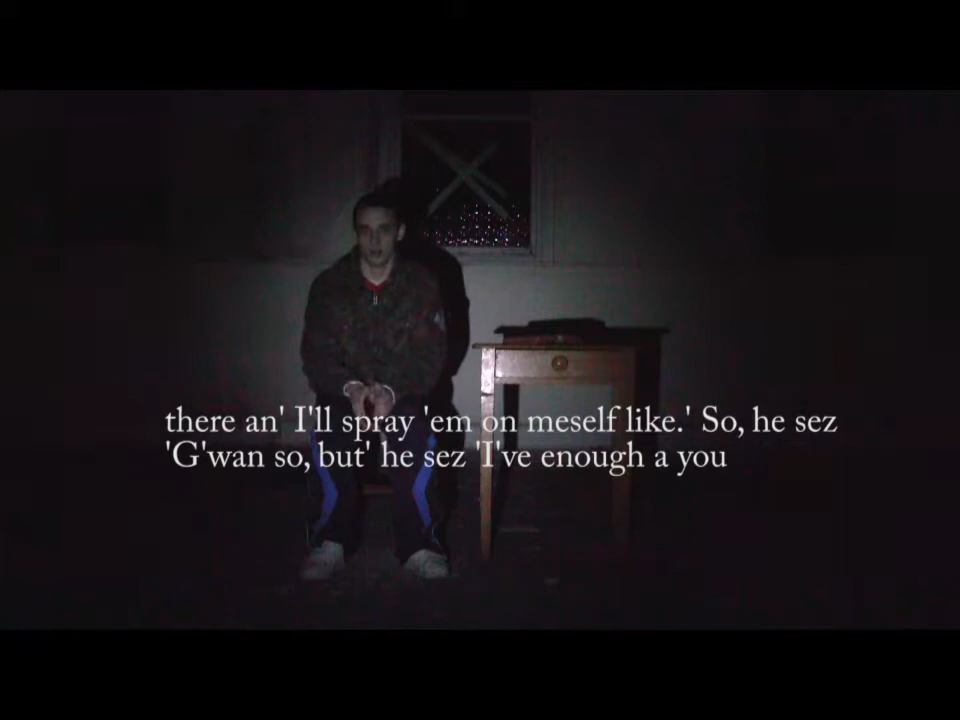 there an' I'll spray 'em on meself like.' So, he sez
'G'wan so, but' he sez 'I've enough a you